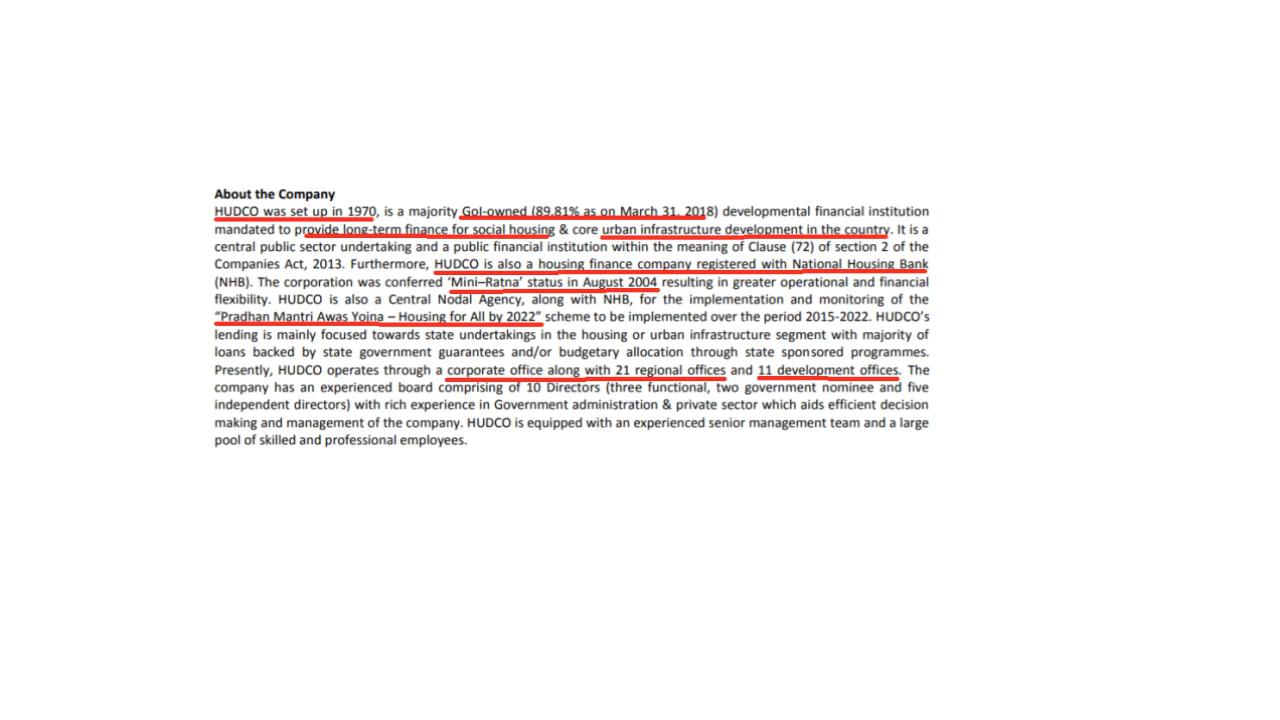 About the Company
HUDCO was set up in 1970, is a majority GoI-owned (89.81% as on March 31, 2018) developmental financial institution
mandated to provide long-term finance for social housing & core urban infrastructure development in the country. It is a
central public sector undertaking and a public financial institution within the meaning of Clause (72) of section 2 of the
Companies Act, 2013. Furthermore, HUDCO is also a housing finance company registered with National Housing Bank
(NHB). The corporation was conferred ‘Mini–Ratna’ status in August 2004 resulting in greater operational and financial
flexibility. HUDCO is also a Central Nodal Agency, along with NHB, for the implementation and monitoring of the
“Pradhan Mantri Awas Yojna – Housing for All by 2022” scheme to be implemented over the period 2015-2022. HUDCO’s
lending is mainly focused towards state undertakings in the housing or urban infrastructure segment with majority of
loans backed by state government guarantees and/or budgetary allocation through state sponsored programmes.
Presently, HUDCO operates through a corporate office along with 21 regional offices and 11 development offices. The
company has an experienced board comprising of 10 Directors (three functional, two government nominee and five
independent directors) with rich experience in Government administration & private sector which aids efficient decision
making and management of the company. HUDCO is equipped with an experienced senior management team and a large
pool of skilled and professional employees.